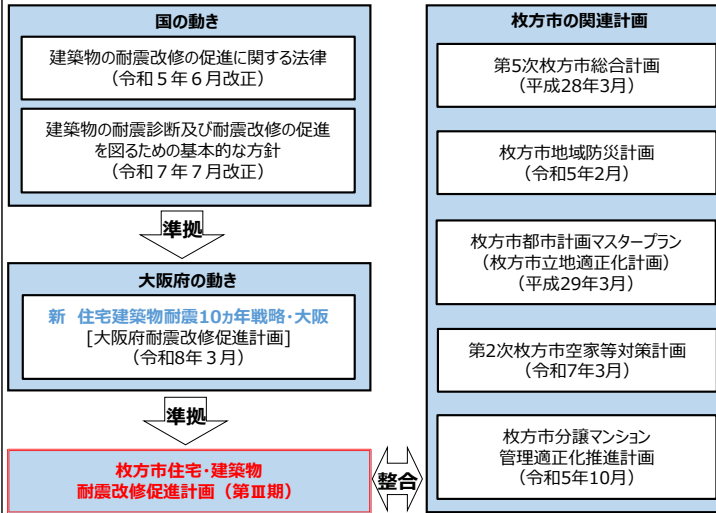 国の動き
建築物の耐震改修の促進に関する法律
（令和５年６月改正）
建築物の耐震診断及び耐震改修の促進
を図るための基本的な方針
（令和７年７月改正）
準拠
大阪府の動き
新 住宅建築物耐震10ヵ年戦略・大阪
[大阪府耐震改修促進計画]
（令和8年３月）
準拠
枚方市住宅・建築物
耐震改修促進計画（第Ⅲ期）
整合
枚方市の関連計画
第5次枚方市総合計画
（平成28年3月）
枚方市地域防災計画
（令和5年2月）
枚方市都市計画マスタープラン
（枚方市立地適正化計画）
（平成29年3月）
第2次枚方市空家等対策計画
（令和7年3月）
枚方市分譲マンション
管理適正化推進計画
（令和5年10月）